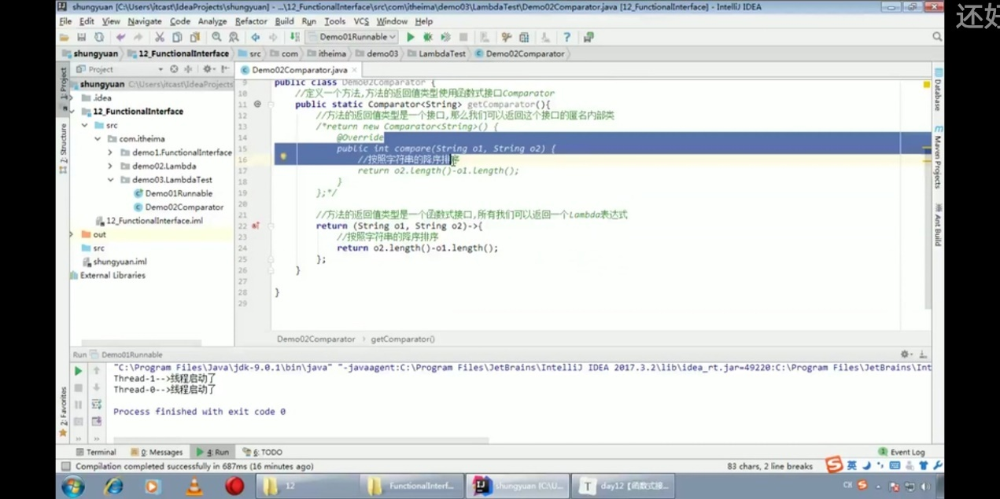 还好
shungyuan [C:\Users\itcast\IdeaProjects\shungyuan] - ...\12_FunctionalInterface\src\com\itheima\demo03\LambdaTest\Demo02Comparator.java [12_FunctionalInterface] - IntelliJ IDEA
File Edit View Navigate Code Analyze Refactor Build Run Tools VCS Window Help
Demo01Runnable
shungyuan 12_FunctionalInterface src com itheima demo03 LambdaTest Demo02Comparator
Project
Demo02Comparator.java
1: Project
Z: Structure
2: Favorites
shungyuan C:\Users\itcast\IdeaProjects
.idea
12_FunctionalInterface
src
com.itheima
demo1.FunctionalInterface
demo02.Lambda
demo03.LambdaTest
Demo01Runnable
Demo02Comparator
12_FunctionalInterface.iml
out
src
shungyuan.iml
External Libraries
9 public class Demo02Comparator {
10 //定义一个方法,方法的返回值类型使用函数式接口Comparator
11 public static Comparator<String> getComparator(){
12 //方法的返回值类型是一个接口,那么我们可以返回这个接口的匿名内部类
13 /*return new Comparator<String>() {
14 @Override
15 public int compare(String o1, String o2) {
16 //按照字符串的降序排序
17 return o2.length()-o1.length();
18 }
19 };*/
20
21 //方法的返回值类型是一个函数式接口,所有我们可以返回一个Lambda表达式
22 return (String o1, String o2)->{
23 //按照字符串的降序排序
24 return o2.length()-o1.length();
25 };
26 }
27
28 }
29
Demo02Comparator getComparator()
Database
Maven Projects
Ant Build
Run Demo01Runnable
"C:\Program Files\Java\jdk-9.0.1\bin\java" "-javaagent:C:\Program Files\JetBrains\IntelliJ IDEA 2017.3.2\lib\idea_rt.jar=49220:C:\Program Files\JetBrains\Int
Thread-1-->线程启动了
Thread-0-->线程启动了
Process finished with exit code 0
Terminal 0: Messages 4: Run 6: TODO 1 Event Log
Compilation completed successfully in 687ms (16 minutes ago) 83 chars, 2 line breaks 英
12 FunctionalInterf... shungyuan [C:\U... day12【函数式接... CH